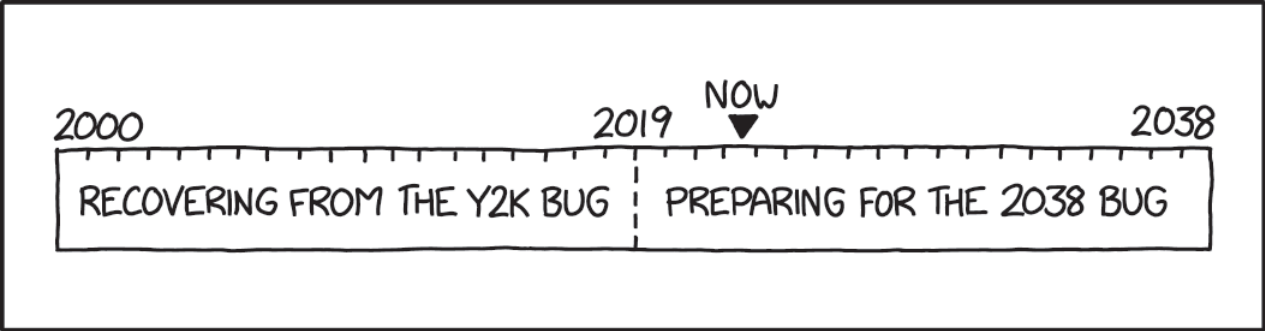 NOW
2000 2019 2038
RECOVERING FROM THE Y2K BUG PREPARING FOR THE 2038 BUG